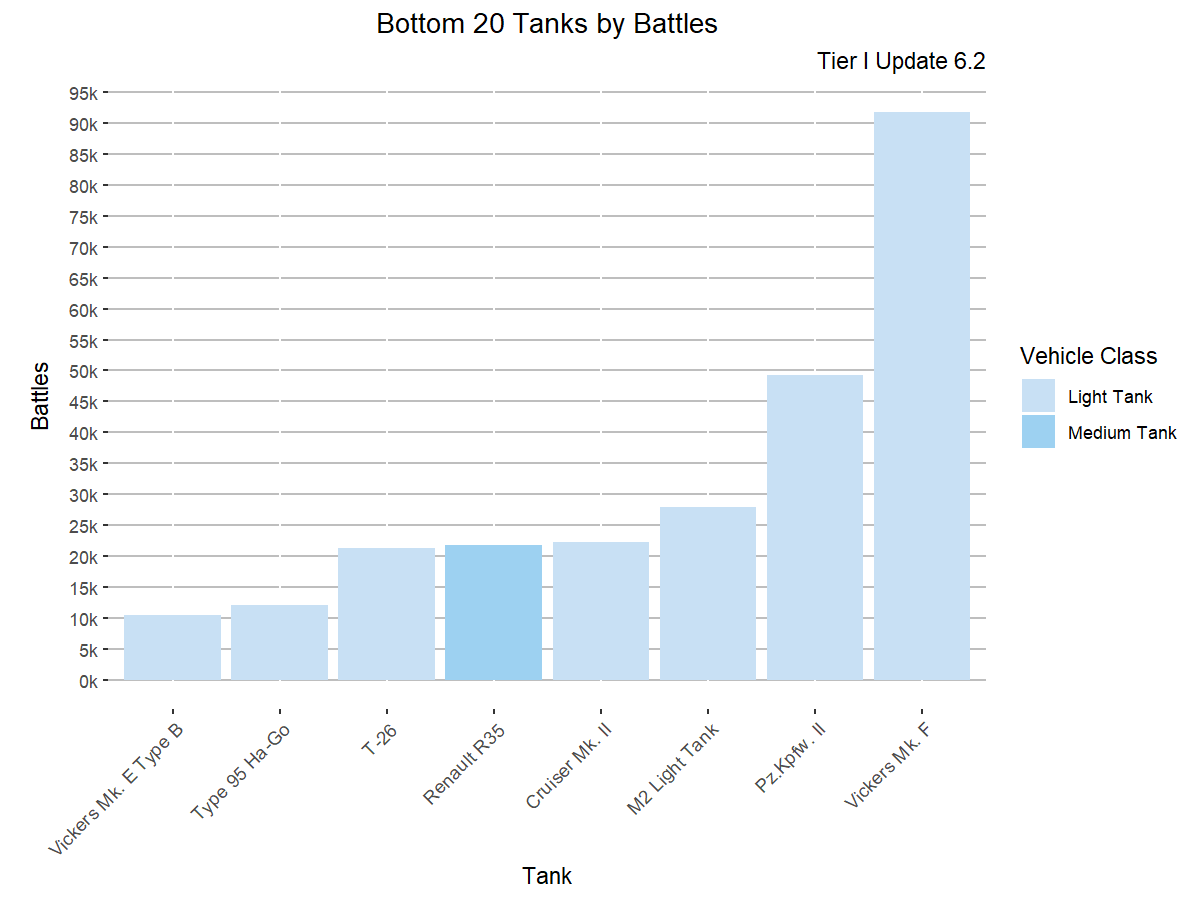 Bottom 20 Tanks by Battles
Tier I Update 6.2
95k
90k
85k
80k
75k
70k
65k
60k
55k
50k
45k
40k
35k
30k
25k
20k
15k
10k
5k
0k
Battles
Vickers Mk. E Type B
Type 95 Ha-Go
T-26
Renault R35
Cruiser Mk. II
M2 Light Tank
Pz.Kpfw. II
Vickers Mk. F
Tank
Vehicle Class
Light Tank
Medium Tank